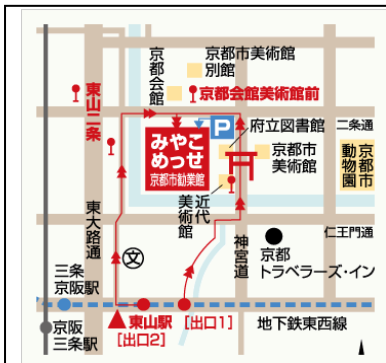 京都会館
京都市美術館
別館
京都会館美術館前
東山二条
P
府立図書館
二条通
みやこ
めっせ
京都市勧業館
京都市
美術館
京都市
動物園
近代
美術館
東大路通
文
神宮道
仁王門通
京都
トラベラーズ・イン
三条
京阪駅
東山駅
[出口2]
[出口1]
地下鉄東西線
京阪
三条駅